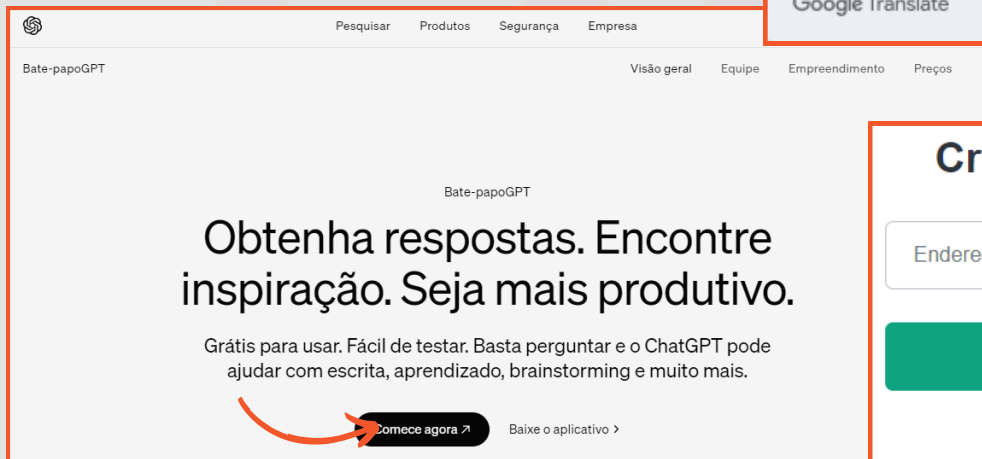 Google Translate
Pesquisar Produtos Segurança Empresa
Bate-papoGPT
Visão geral Equipe Empreendimento Preços
Bate-papoGPT
Obtenha respostas. Encontre
inspiração. Seja mais produtivo.
Grátis para usar. Fácil de testar. Basta perguntar e o ChatGPT pode
ajudar com escrita, aprendizado, brainstorming e muito mais.
Comece agora
Baixe o aplicativo
Cr
Endere